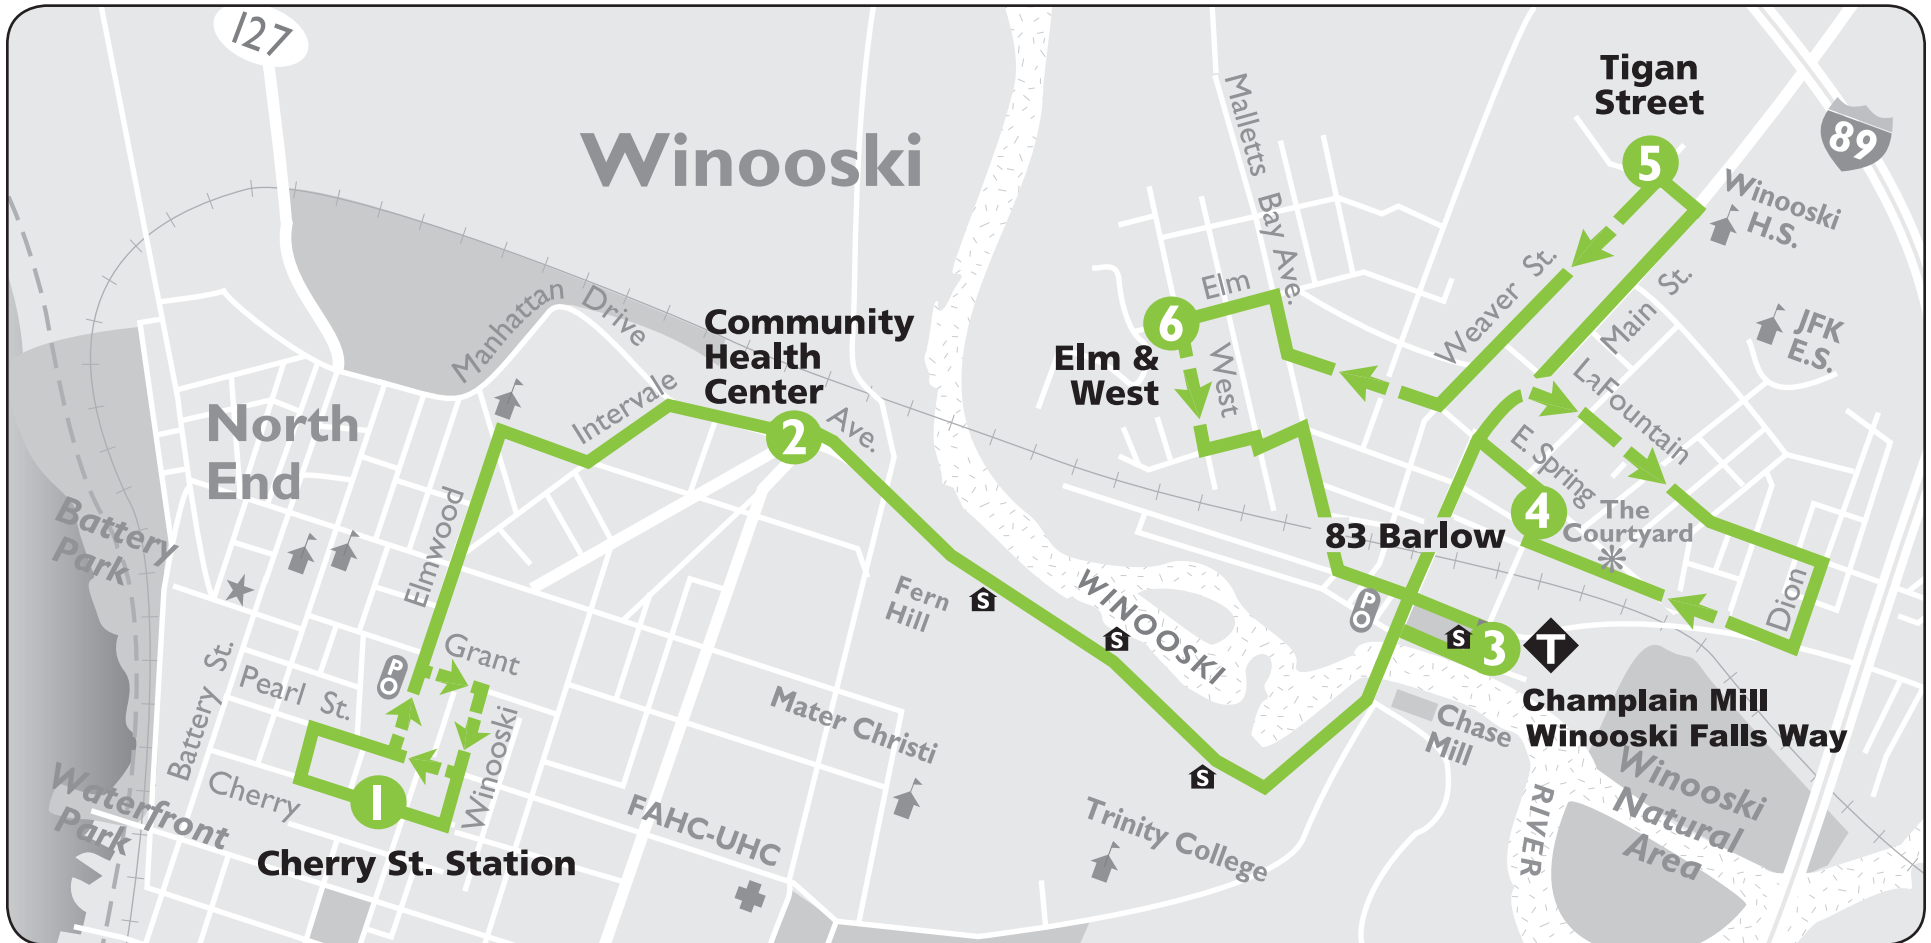 127
Winooski
Tigan
Street
89
5
Winooski
H.S.
Malletts Bay Ave.
Weaver St.
Main St.
JFK
E.S.
Manhattan Drive
Elm
6
Elm &
West
West
LaFountain
Community
Health
Center
2
Intervale
Ave.
North
End
E. Spring
4
The
Courtyard
83 Barlow
Battery
Park
Elmwood
Fern
Hill
S
S
S
WINOOSKI
P
O
S
3
T
Dion
Champlain Mill
Winooski Falls Way
Grant
P
O
Battery St.
Pearl St.
Winooski
Mater Christi
Chase
Mill
Winooski
Natural
Area
Waterfront
Park
Cherry
1
Cherry St. Station
FAHC-UHC
Trinity College
RIVER